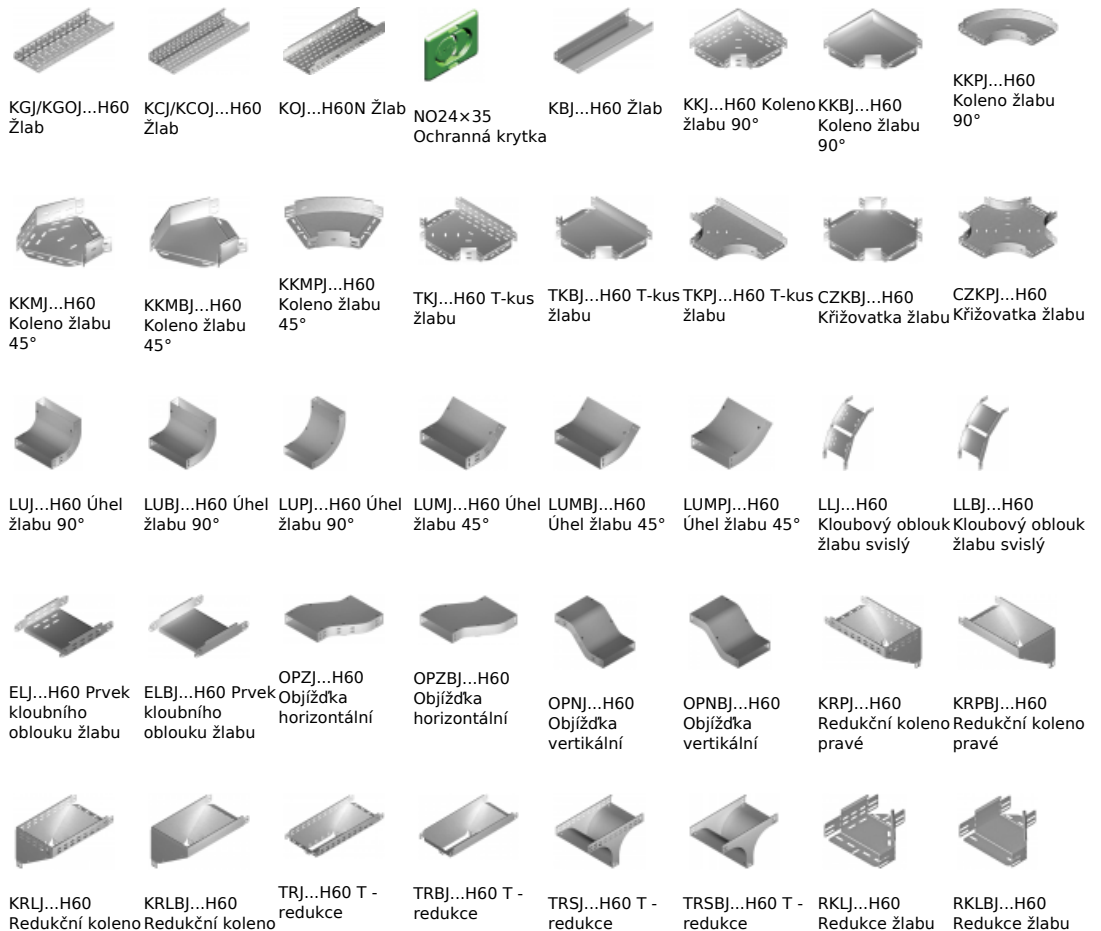 KGJ/KGOJ...H60
Žlab
KCJ/KCOJ...H60
Žlab
KOJ...H60N Žlab
NO24×35
Ochranná krytka
KBJ...H60 Žlab
KKJ...H60 Koleno
žlabu 90°
KKBJ...H60
Koleno žlabu
90°
KKPJ...H60
Koleno žlabu
90°
KKMJ...H60
Koleno žlabu
45°
KKMBJ...H60
Koleno žlabu
45°
KKMPJ...H60
Koleno žlabu
45°
TKJ...H60 T-kus
žlabu
TKBJ...H60 T-kus
žlabu
TKPJ...H60 T-kus
žlabu
CZKBJ...H60
Křižovatka žlabu
CZKPJ...H60
Křižovatka žlabu
LUJ...H60 Úhel
žlabu 90°
LUBJ...H60 Úhel
žlabu 90°
LUPJ...H60 Úhel
žlabu 90°
LUMJ...H60 Úhel
žlabu 45°
LUMBJ...H60
Úhel žlabu 45°
LUMPJ...H60
Úhel žlabu 45°
LLJ...H60
Kloubový oblouk
žlabu svislý
LLBJ...H60
Kloubový oblouk
žlabu svislý
ELJ...H60 Prvek
kloubního
oblouku žlabu
ELBJ...H60 Prvek
kloubního
oblouku žlabu
OPZJ...H60
Objížďka
horizontální
OPZBJ...H60
Objížďka
horizontální
OPNJ...H60
Objížďka
vertikální
OPNBJ...H60
Objížďka
vertikální
KRPJ...H60
Redukční koleno
pravé
KRPBJ...H60
Redukční koleno
pravé
KRLJ...H60
Redukční koleno
KRLBJ...H60
Redukční koleno
TRJ...H60 T -
redukce
TRBJ...H60 T -
redukce
TRSJ...H60 T -
redukce
TRSBJ...H60 T -
redukce
RKLJ...H60
Redukce žlabu
RKLBJ...H60
Redukce žlabu